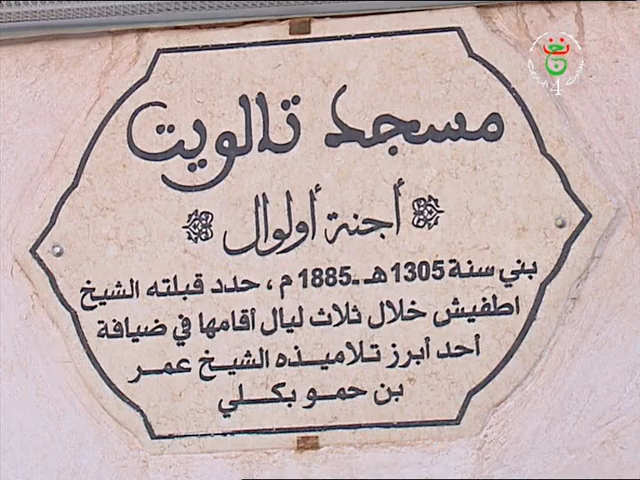 مسجد تالويت
أجنة أولوال
بني سنة 1305 هـ ـ 1885 م ، حدد قبلته الشيخ
اطفيش خلال ثلاث ليال أقامها في ضيافة
أحد أبرز تلاميذه الشيخ عمر
بن حمو بكلي
4